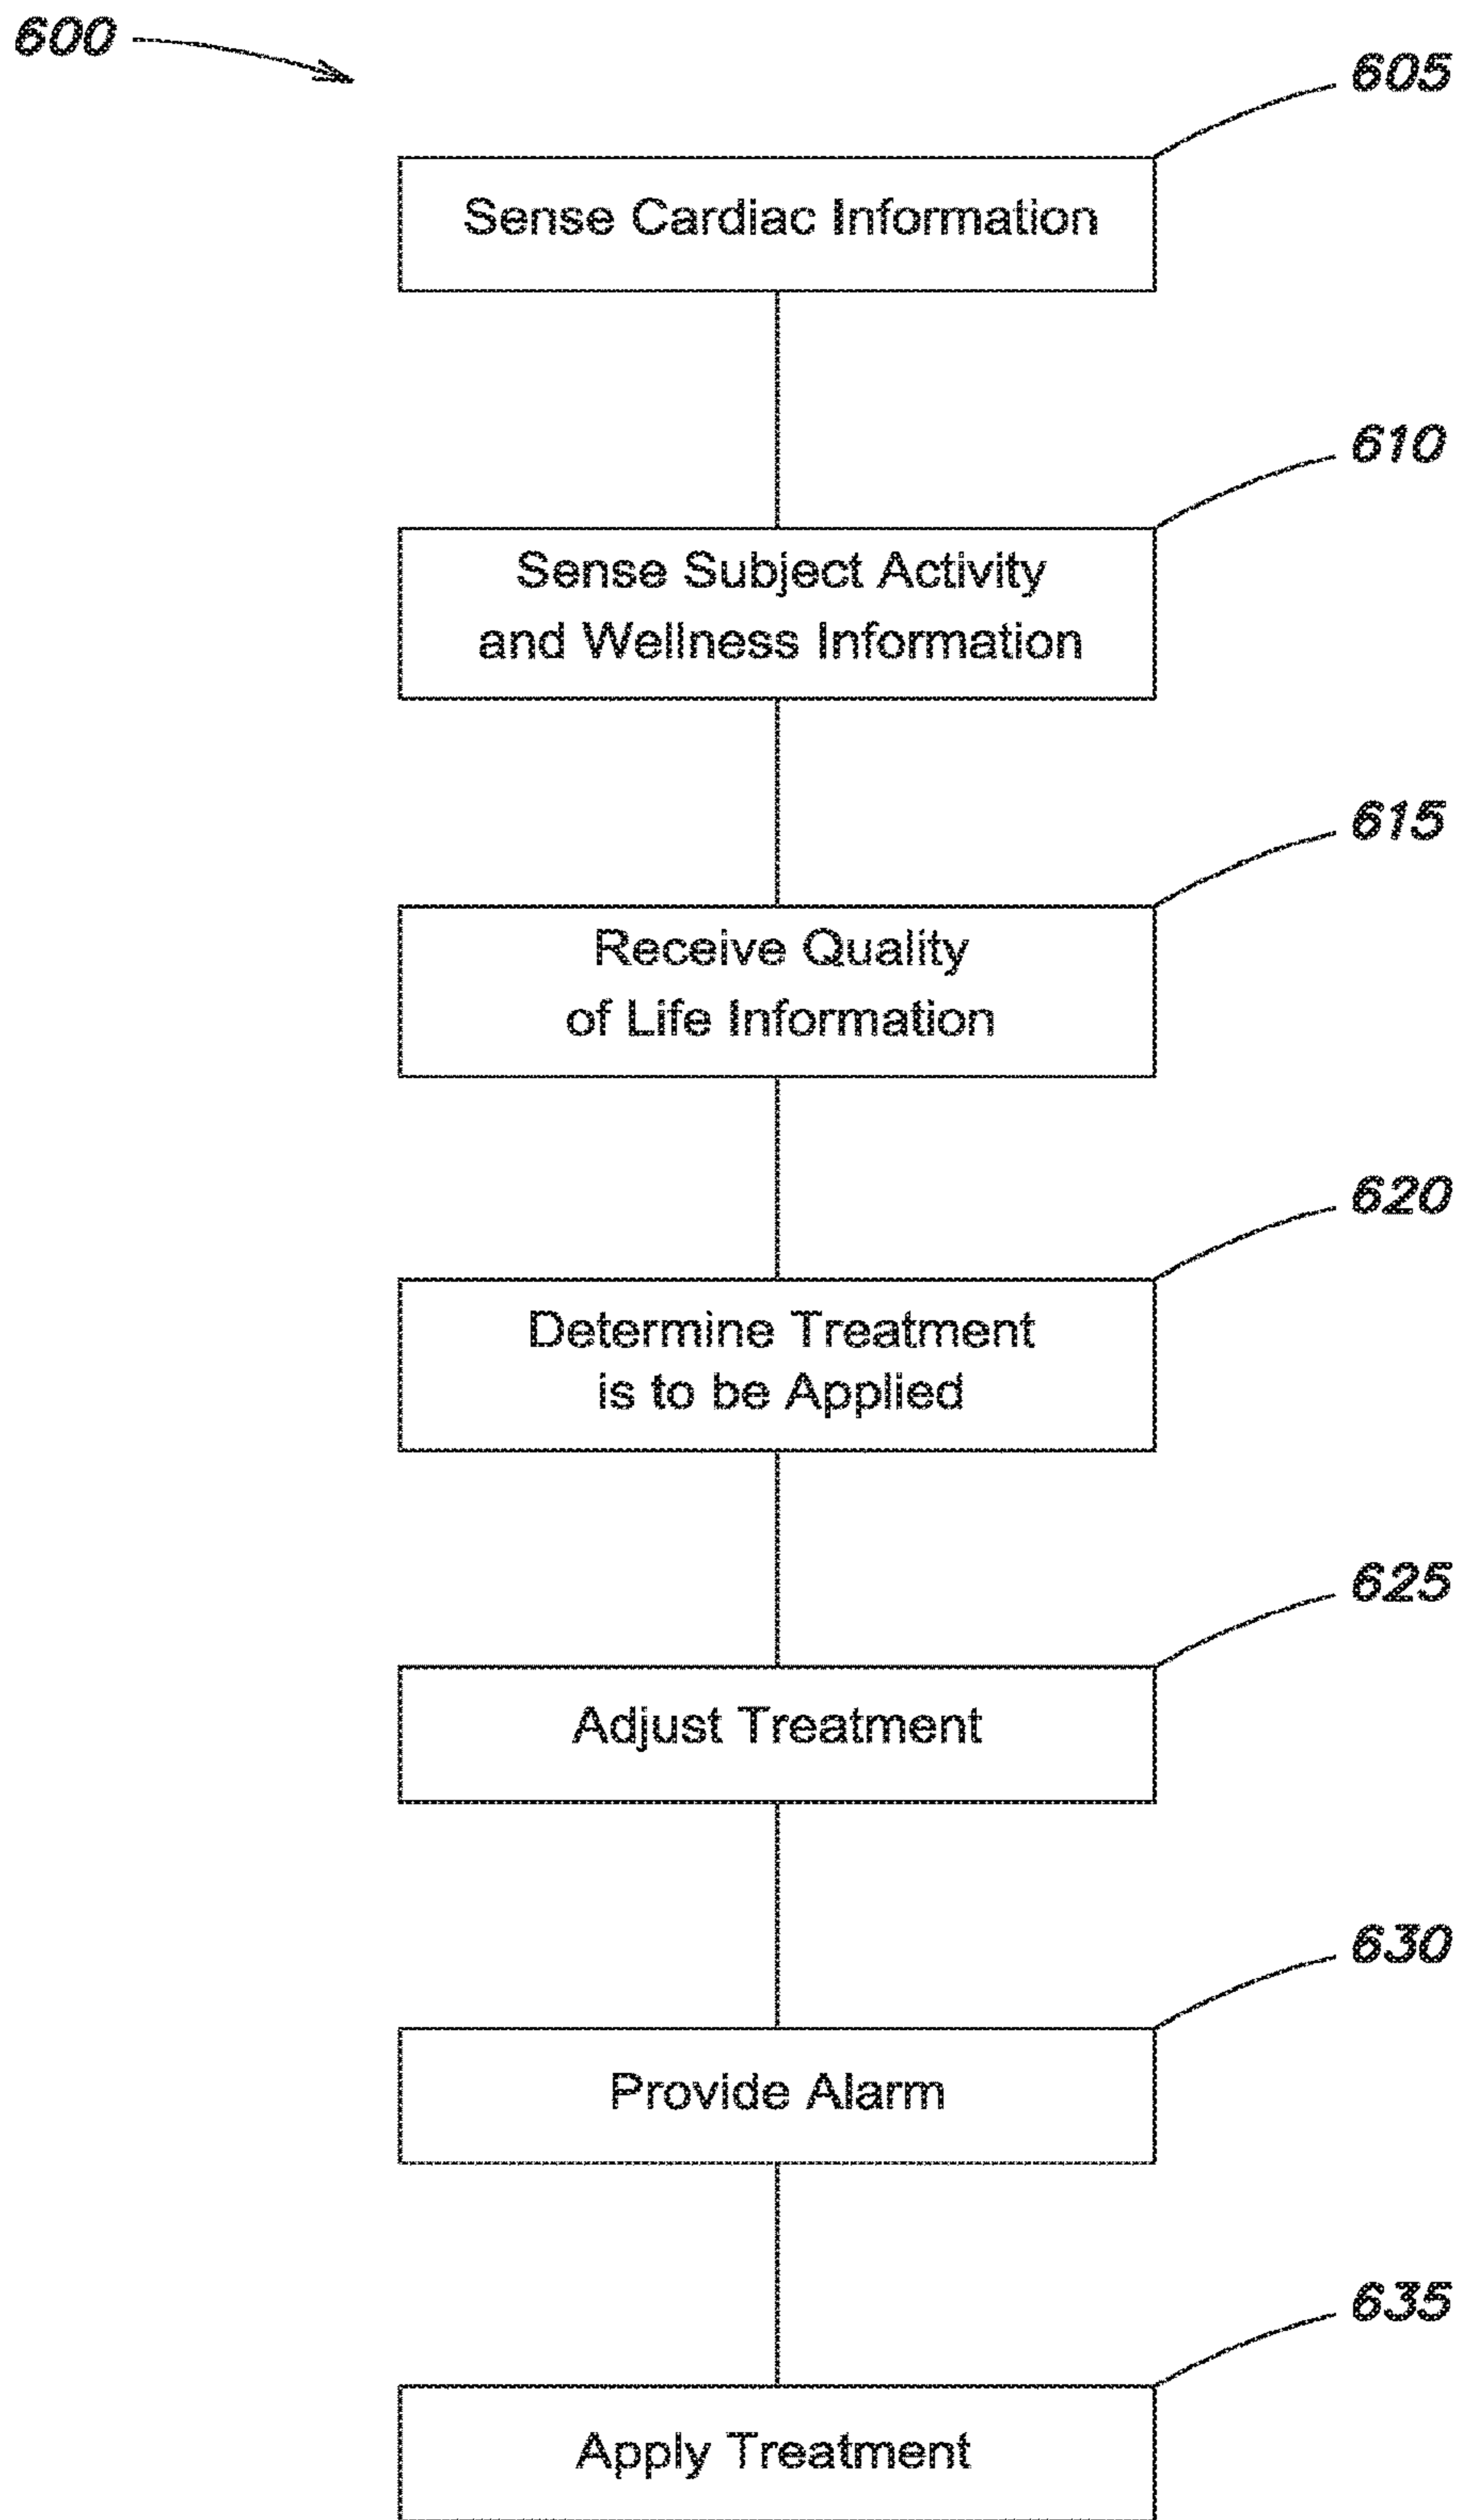 600
605
Sense Cardiac Information
610
Sense Subject Activity
and Wellness Information
615
Receive Quality
of Life Information
620
Determine Treatment
is to be Applied
625
Adjust Treatment
630
Provide Alarm
635
Apply Treatment